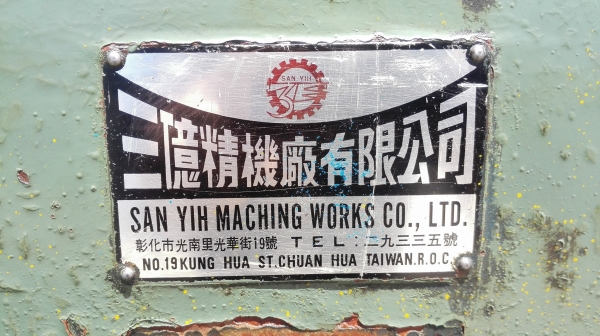 SAN-YIH
三億精機廠有限公司
SAN YIH MACHING WORKS CO., LTD.
彰化市光南里光華街19號 TEL:二九三三五號
NO.19 KUNG HUA ST.CHUAN HUA TAIWAN.R.O.C.